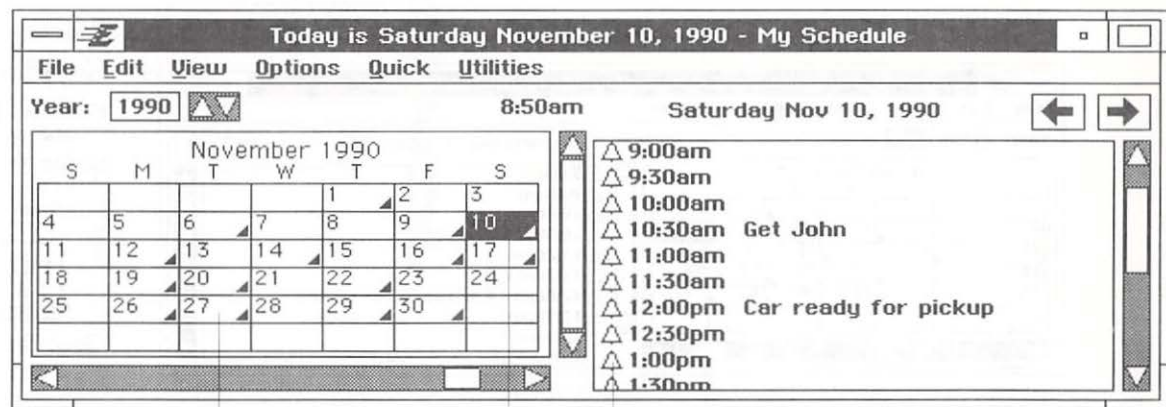 Today is Saturday November 10, 1990 - My Schedule
File Edit View Options Quick Utilities
Year: 1990 8:50am Saturday Nov 10, 1990
November 1990
S M T W T F S
1 2 3
4 5 6 7 8 9 10
11 12 13 14 15 16 17
18 19 20 21 22 23 24
25 26 27 28 29 30
9:00am
9:30am
10:00am
10:30am Get John
11:00am
11:30am
12:00pm Car ready for pickup
12:30pm
1:00pm
1:30pm